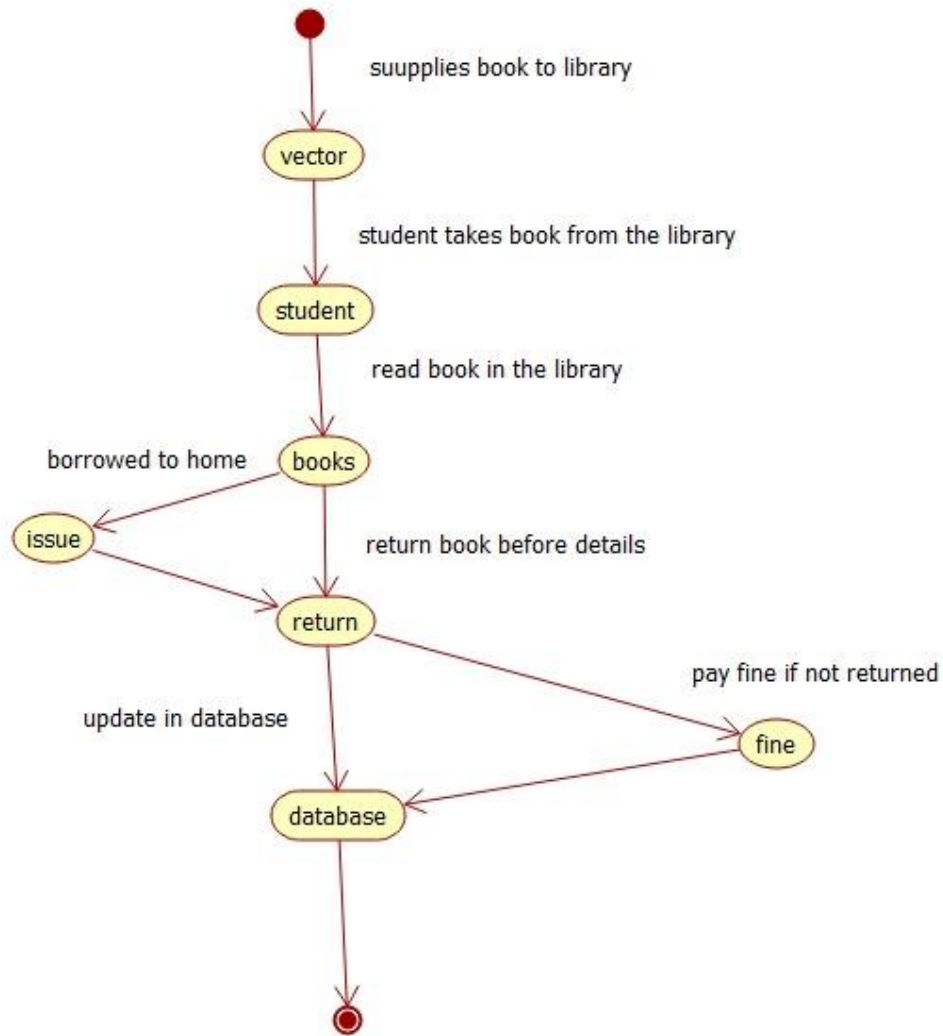 suupplies book to library
vector
student takes book from the library
student
read book in the library
books
borrowed to home
issue
return book before details
return
pay fine if not returned
update in database
fine
database